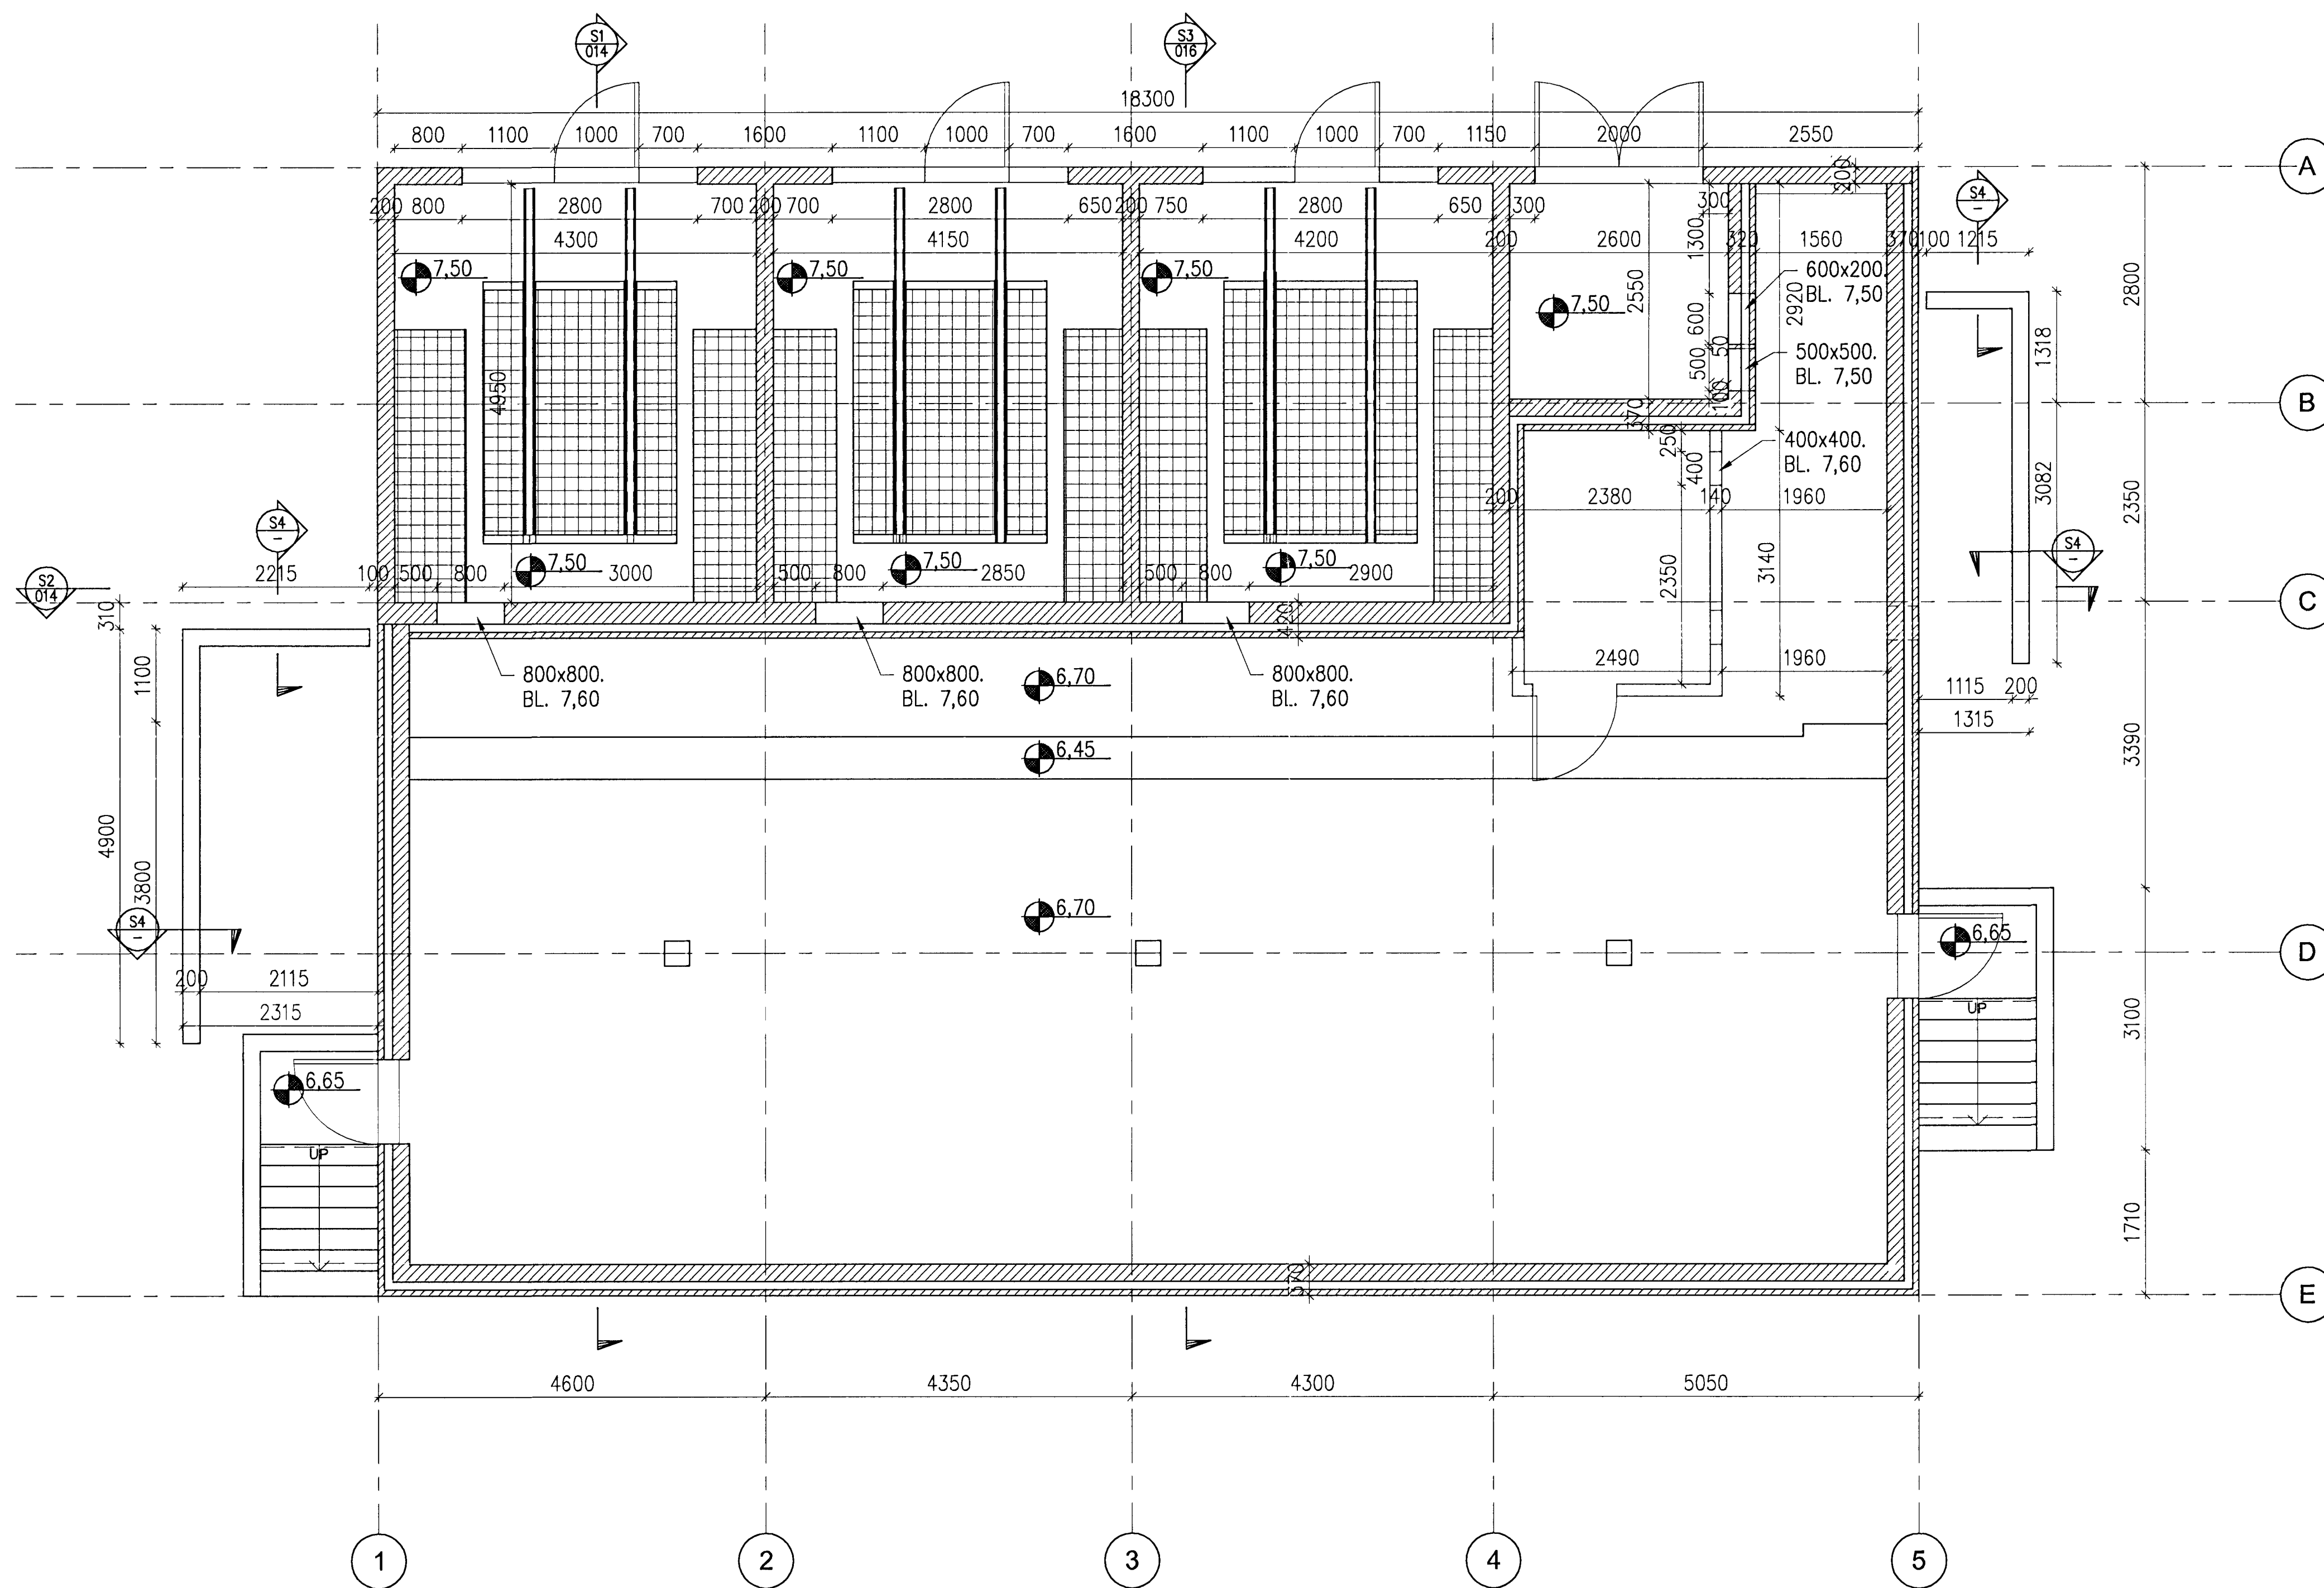 S1
014
S3
016
18300
800 1100 1000 700 1600 1100 1000 700 1600 1100 1000 700 1150 2000 2550
A
200
S4
–
200 800 2800 700 200 700 2800 650 200 750 2800 650 300 300
4300 4150 4200 200 2600 320 1560 370 100 1215
1300
7,50 7,50 7,50 7,50
600x200.
BL. 7,50
2550
2920
2800
600
50
500
100
500x500.
BL. 7,50
1318
4950
B
370
250
400
400x400.
BL. 7,60
3082
2350
200 2380 140 1960
S4
–
S4
–
7,50 7,50 7,50
S2
014
2215 100 500 800 3000 500 800 2850 500 800 2900
2350
3140
C
310
420
800x800.
BL. 7,60
800x800.
BL. 7,60
800x800.
BL. 7,60
6,70
2490 1960
1100
1115 200
1315
6,45
3390
4900
3800
6,70
S4
–
6,65
D
200 2115
2315
UP
3100
6,65
UP
1710
370
E
4600 4350 4300 5050
1 2 3 4 5